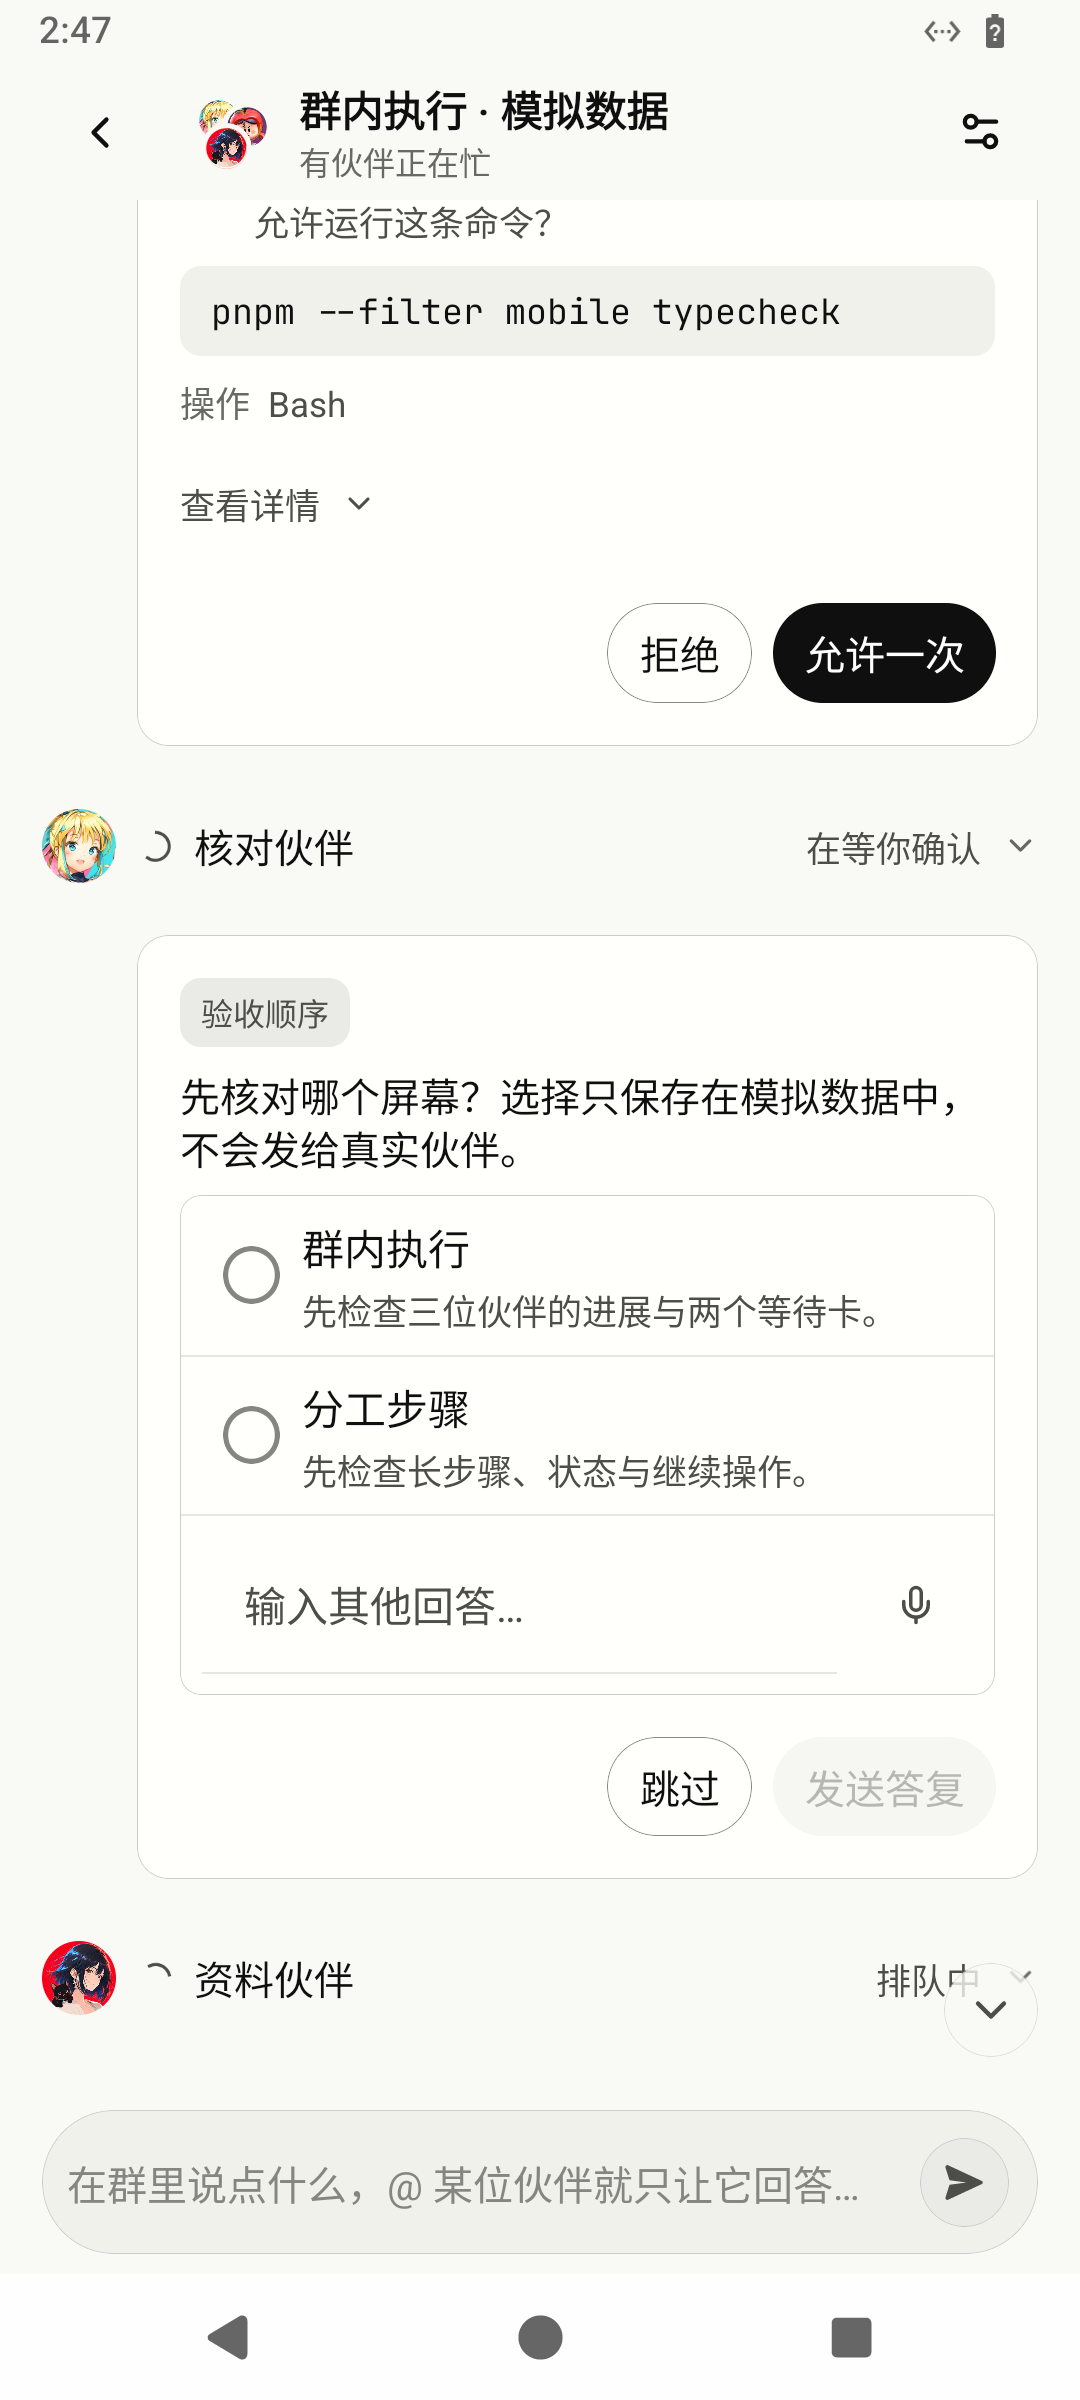 2:47
群内执行 · 模拟数据
有伙伴正在忙
允许运行这条命令？
pnpm --filter mobile typecheck
操作 Bash
查看详情
拒绝
允许一次
核对伙伴
在等你确认
验收顺序
先核对哪个屏幕？选择只保存在模拟数据中，
不会发给真实伙伴。
群内执行
先检查三位伙伴的进展与两个等待卡。
分工步骤
先检查长步骤、状态与继续操作。
输入其他回答...
跳过
发送答复
资料伙伴
排队中
在群里说点什么，@ 某位伙伴就只让它回答...